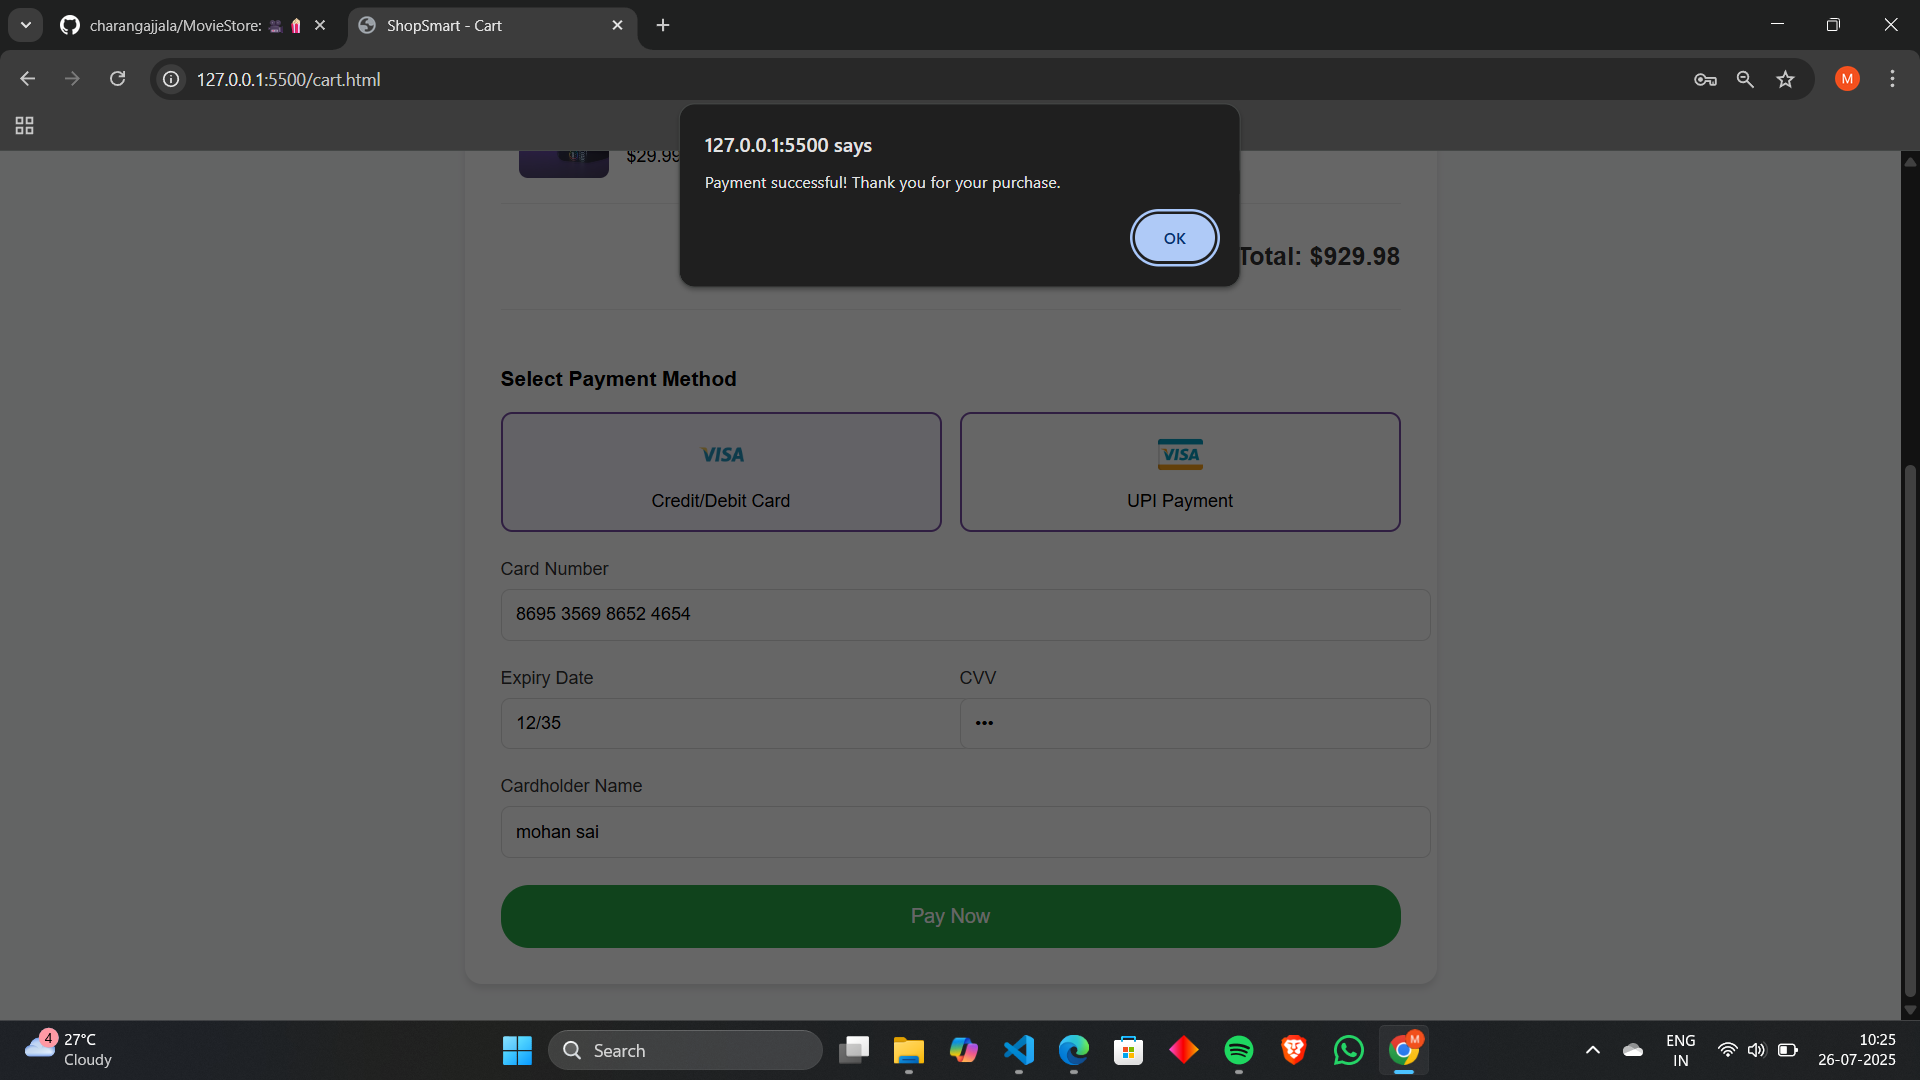 charangajjala/MovieStore:
ShopSmart - Cart
127.0.0.1:5500/cart.html
M
127.0.0.1:5500 says
Payment successful! Thank you for your purchase.
OK
$29.99
Total: $929.98
Select Payment Method
VISA
Credit/Debit Card
VISA
UPI Payment
Card Number
8695 3569 8652 4654
Expiry Date
CVV
12/35
•••
Cardholder Name
mohan sai
Pay Now
4
27°C
Cloudy
Search
M
ENG
IN
10:25
26-07-2025